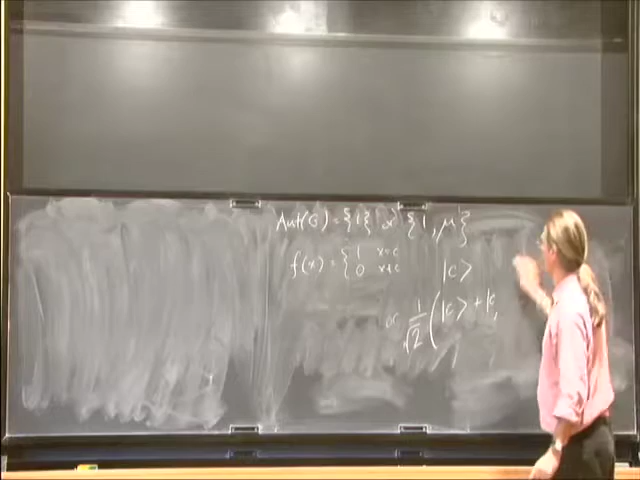 Aut(G) = {1} or {1, μ}
f(x) = { 1 x=c
0 x≠c
|c>
or 1/√2 (|c> + |c,